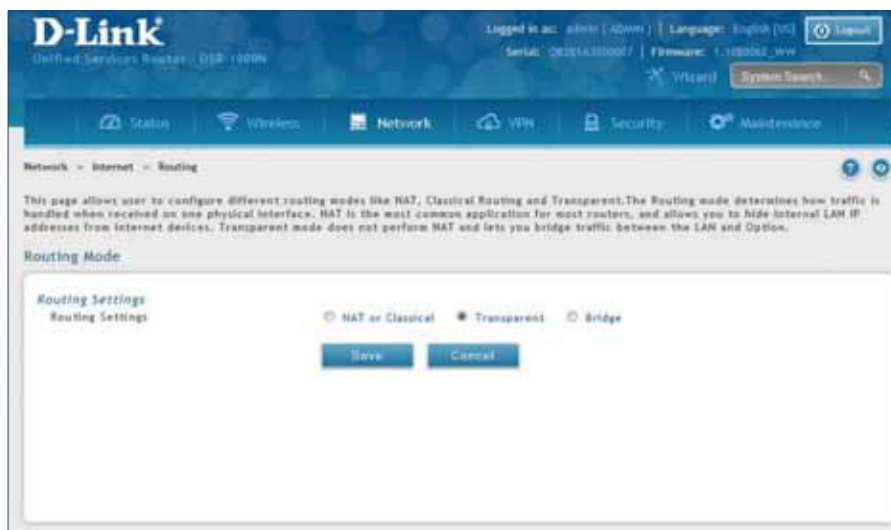 D-Link
Unified Services Router - DSR-1000N
Logged in as: admin ( ADMIN ) | Language: English [US]
Logout
Serial: | Firmware: _WW
Wizard
System Search...
Status
Wireless
Network
VPN
Security
Maintenance
Network » Internet » Routing
This page allows user to configure different routing modes like NAT, Classical Routing and Transparent.The Routing mode determines how traffic is
handled when received on one physical interface. NAT is the most common application for most routers, and allows you to hide internal LAN IP
addresses from internet devices. Transparent mode does not perform NAT and lets you bridge traffic between the LAN and Option.
Routing Mode
Routing Settings
Routing Settings
NAT or Classical
Transparent
Bridge
Save
Cancel